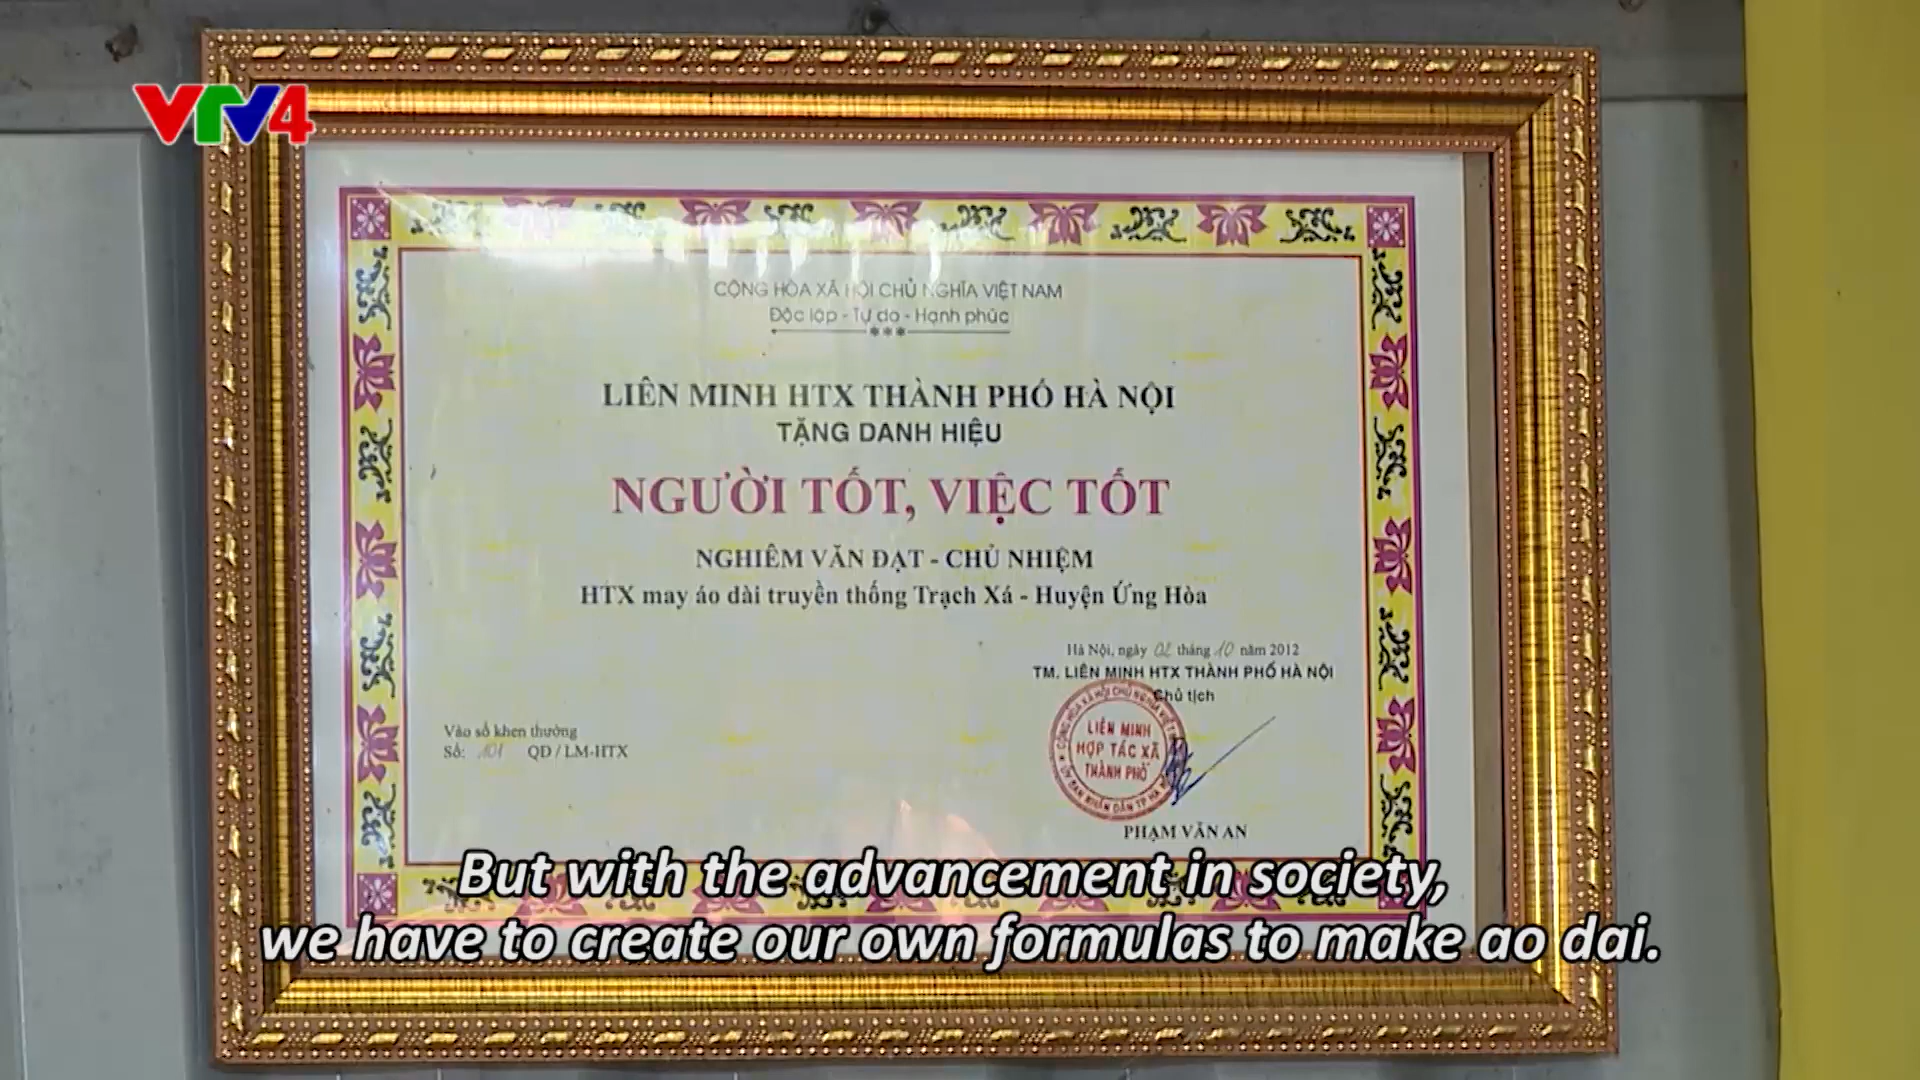 VTV4
CỘNG HÒA XÃ HỘI CHỦ NGHĨA VIỆT NAM
Độc lập - Tự do - Hạnh phúc
LIÊN MINH HTX THÀNH PHỐ HÀ NỘI
TẶNG DANH HIỆU
NGƯỜI TỐT, VIỆC TỐT
NGHIÊM VĂN ĐẠT - CHỦ NHIỆM
HTX may áo dài truyền thống Trạch Xá - Huyện Ứng Hòa
Hà Nội, ngày 02 tháng 10 năm 2012
TM. LIÊN MINH HTX THÀNH PHỐ HÀ NỘI
Chủ tịch
LIÊN MINH
HỢP TÁC XÃ
THÀNH PHỐ
Vào sổ khen thưởng
Số: 101 QĐ / LM-HTX
PHẠM VĂN AN
But with the advancement in society,
we have to create our own formulas to make ao dai.